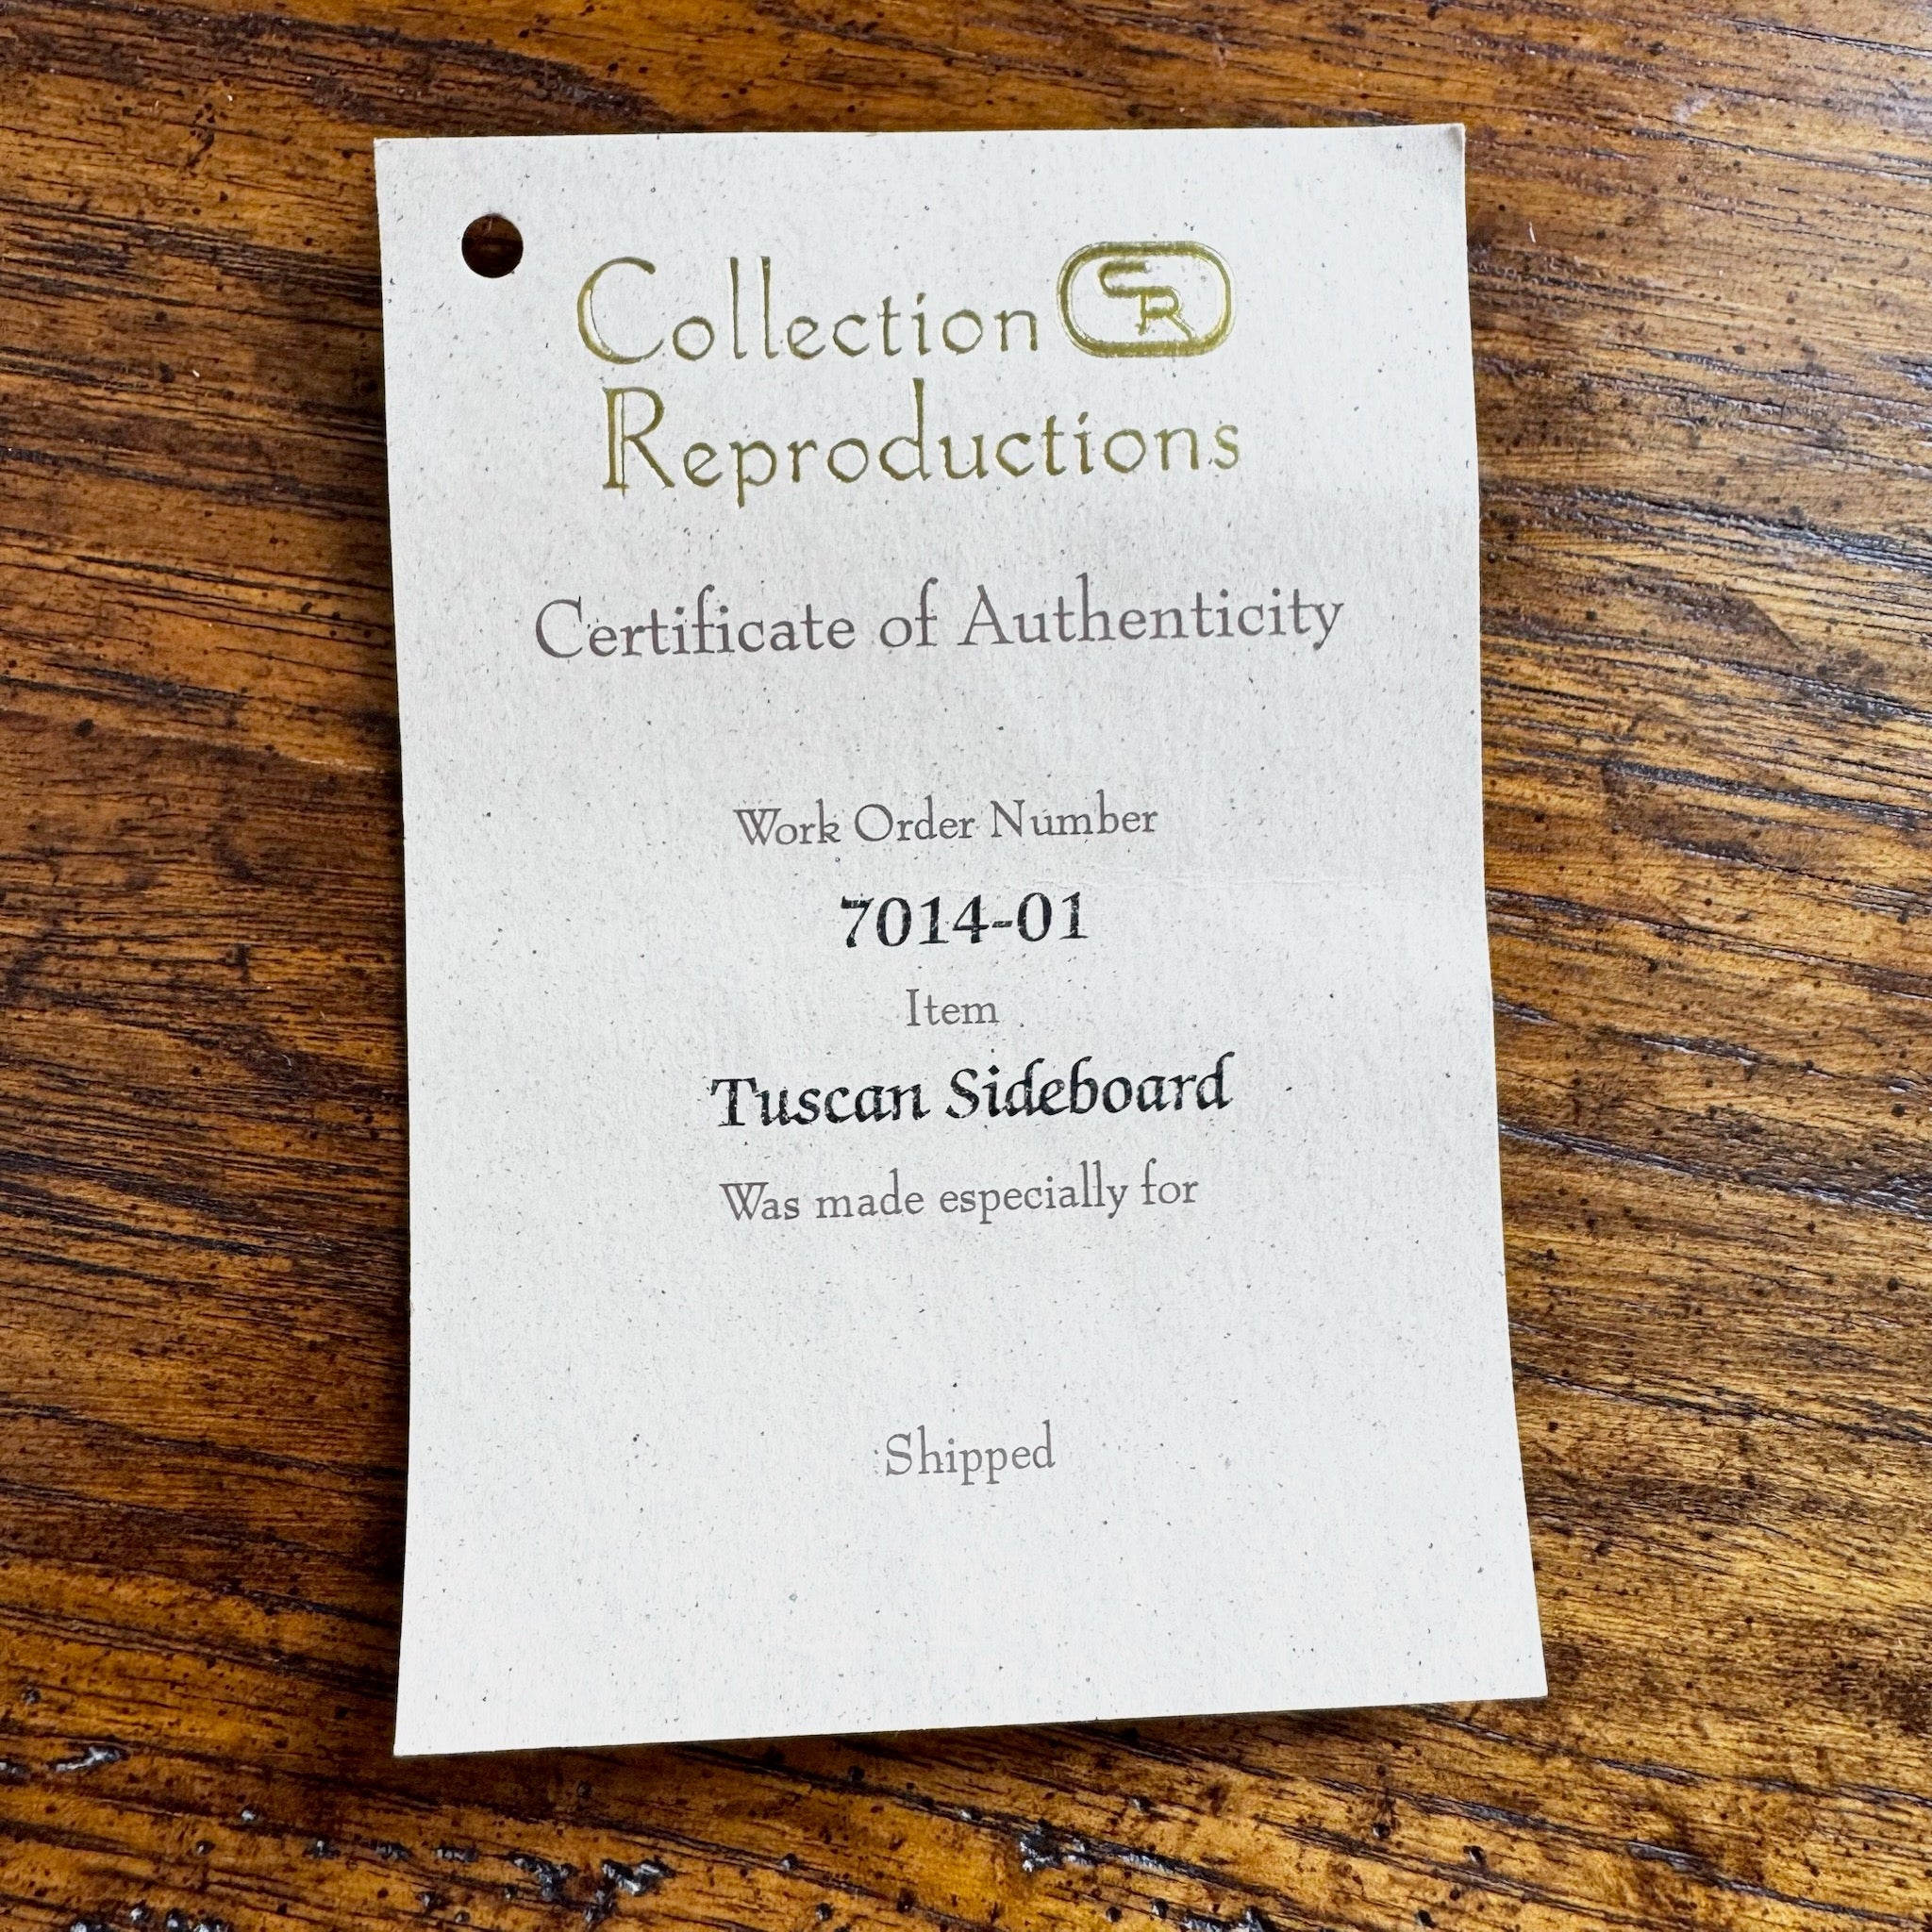 Collection CR
Reproductions
Certificate of Authenticity
Work Order Number
7014-01
Item
Tuscan Sideboard
Was made especially for
Shipped